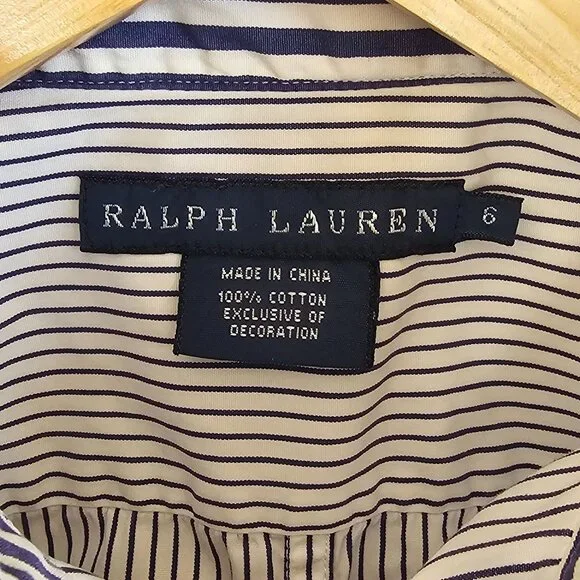 RALPH LAUREN 6
MADE IN CHINA
100% COTTON
EXCLUSIVE OF
DECORATION